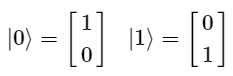 |0⟩ = [1 0] |1⟩ = [0 1]